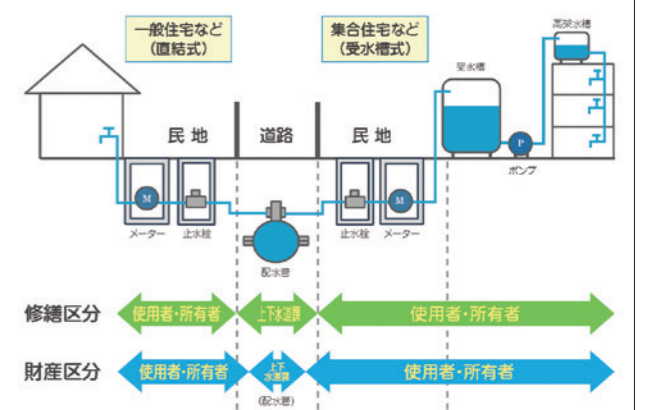 一般住宅など
（直結式）
集合住宅など
（受水槽式）
高架水槽
受水槽
民地
道路
民地
P
ポンプ
M
M
メーター
止水栓
止水栓
メーター
配水管
修繕区分
使用者・所有者
上下水道課
使用者・所有者
財産区分
使用者・所有者
上下
水道課
使用者・所有者
（配水管）